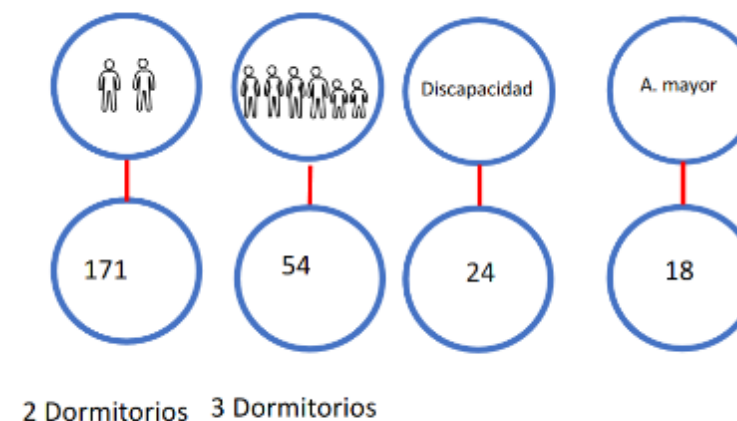 Discapacidad
A. mayor
171
54
24
18
2 Dormitorios
3 Dormitorios